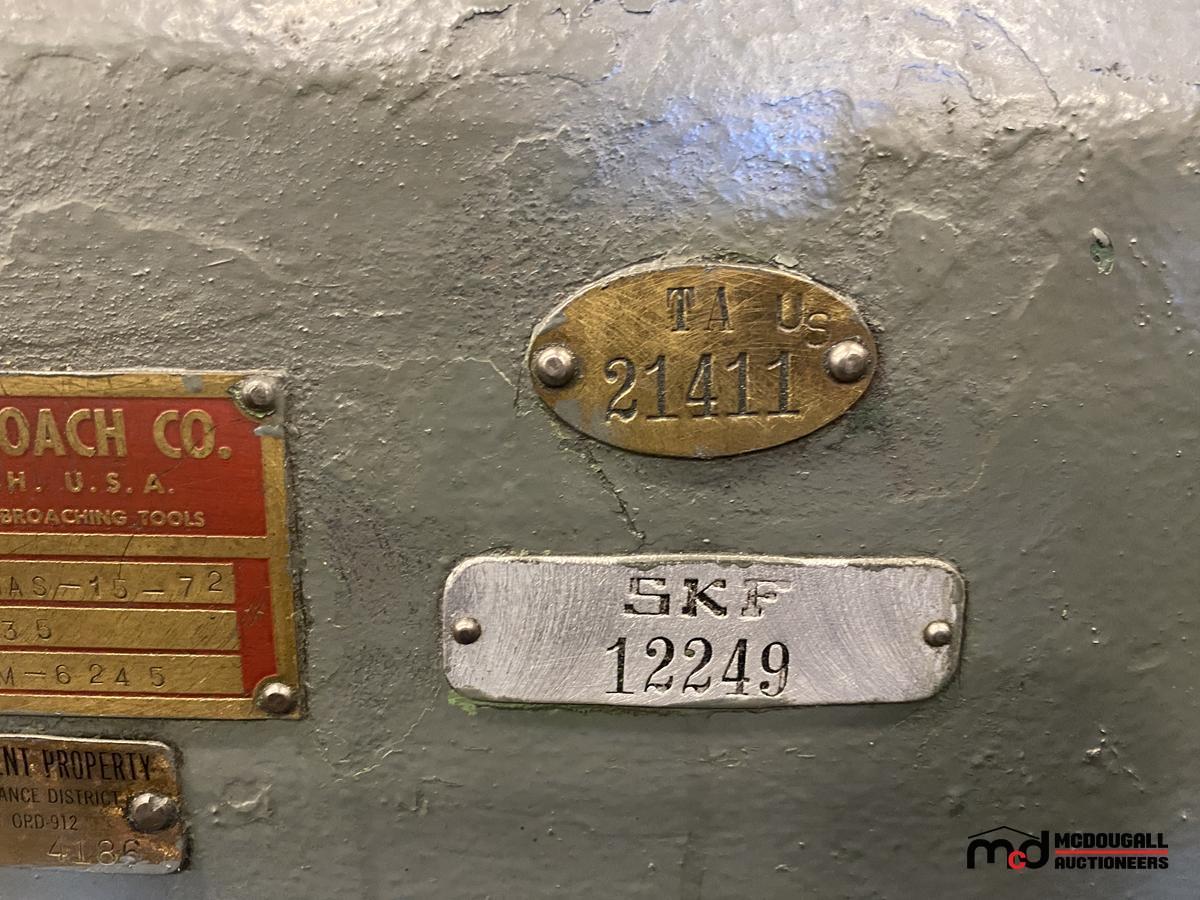 OACH CO.
H. U.S.A.
BROACHING TOOLS
AS-15-72
35
M-6245
ENT PROPERTY
ANCE DISTRICT
ORD-912
4186
TA US
21411
SKF
12249
mcd MCDOUGALL
AUCTIONEERS